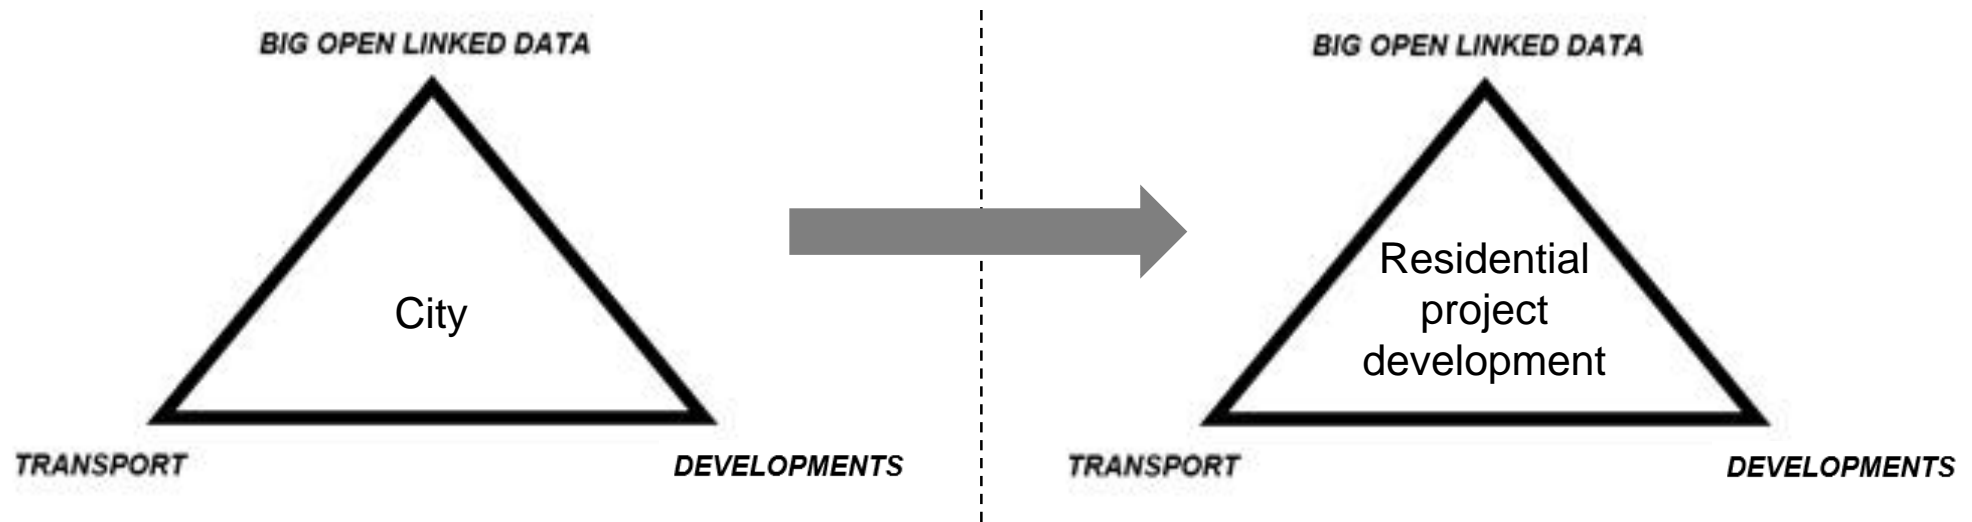 BIG OPEN LINKED DATA
City
TRANSPORT
DEVELOPMENTS
BIG OPEN LINKED DATA
Residential
project
development
TRANSPORT
DEVELOPMENTS